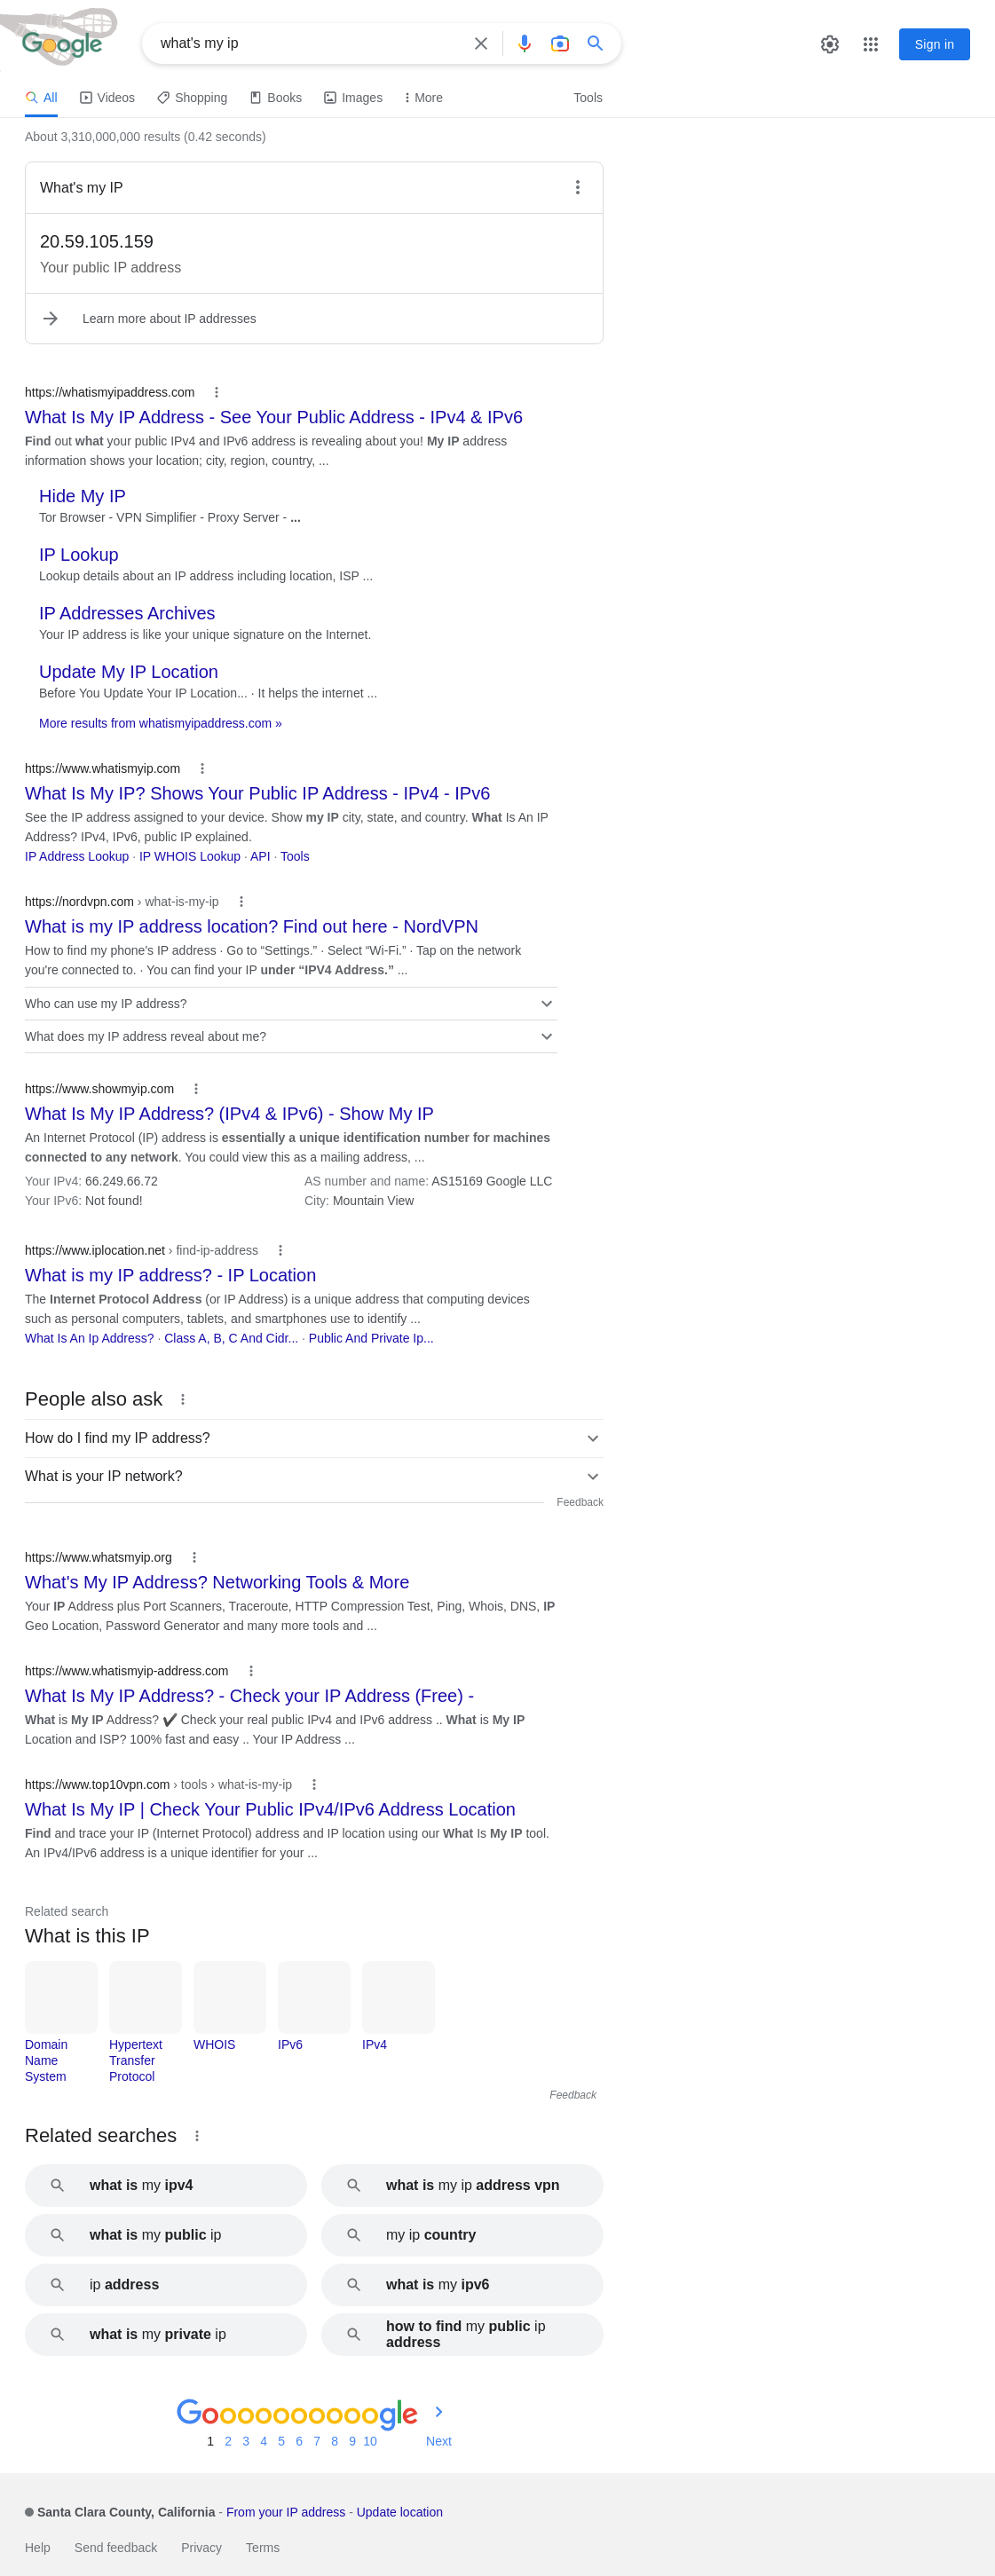 Google
what's my ip
Sign in
All Videos Shopping Books Images More Tools
About 3,310,000,000 results (0.42 seconds)
What's my IP
20.59.105.159
Your public IP address
Learn more about IP addresses
https://whatismyipaddress.com
What Is My IP Address - See Your Public Address - IPv4 & IPv6
Find out what your public IPv4 and IPv6 address is revealing about you! My IP address
information shows your location; city, region, country, ...
Hide My IP
Tor Browser - VPN Simplifier - Proxy Server - ...
IP Lookup
Lookup details about an IP address including location, ISP ...
IP Addresses Archives
Your IP address is like your unique signature on the Internet.
Update My IP Location
Before You Update Your IP Location... · It helps the internet ...
More results from whatismyipaddress.com »
https://www.whatismyip.com
What Is My IP? Shows Your Public IP Address - IPv4 - IPv6
See the IP address assigned to your device. Show my IP city, state, and country. What Is An IP
Address? IPv4, IPv6, public IP explained.
IP Address Lookup · IP WHOIS Lookup · API · Tools
https://nordvpn.com › what-is-my-ip
What is my IP address location? Find out here - NordVPN
How to find my phone's IP address · Go to “Settings.” · Select “Wi-Fi.” · Tap on the network
you're connected to. · You can find your IP under “IPV4 Address.” ...
Who can use my IP address?
What does my IP address reveal about me?
https://www.showmyip.com
What Is My IP Address? (IPv4 & IPv6) - Show My IP
An Internet Protocol (IP) address is essentially a unique identification number for machines
connected to any network. You could view this as a mailing address, ...
Your IPv4: 66.249.66.72 AS number and name: AS15169 Google LLC
Your IPv6: Not found! City: Mountain View
https://www.iplocation.net › find-ip-address
What is my IP address? - IP Location
The Internet Protocol Address (or IP Address) is a unique address that computing devices
such as personal computers, tablets, and smartphones use to identify ...
What Is An Ip Address? · Class A, B, C And Cidr... · Public And Private Ip...
People also ask
How do I find my IP address?
What is your IP network?
Feedback
https://www.whatsmyip.org
What's My IP Address? Networking Tools & More
Your IP Address plus Port Scanners, Traceroute, HTTP Compression Test, Ping, Whois, DNS, IP
Geo Location, Password Generator and many more tools and ...
https://www.whatismyip-address.com
What Is My IP Address? - Check your IP Address (Free) -
What is My IP Address? ✔️ Check your real public IPv4 and IPv6 address .. What is My IP
Location and ISP? 100% fast and easy .. Your IP Address ...
https://www.top10vpn.com › tools › what-is-my-ip
What Is My IP | Check Your Public IPv4/IPv6 Address Location
Find and trace your IP (Internet Protocol) address and IP location using our What Is My IP tool.
An IPv4/IPv6 address is a unique identifier for your ...
Related search
What is this IP
Domain Name System
Hypertext Transfer Protocol
WHOIS
IPv6
IPv4
Feedback
Related searches
what is my ipv4
what is my ip address vpn
what is my public ip
my ip country
ip address
what is my ipv6
what is my private ip
how to find my public ip
address
Goooooooooogle
1 2 3 4 5 6 7 8 9 10 Next
Santa Clara County, California - From your IP address - Update location
Help Send feedback Privacy Terms